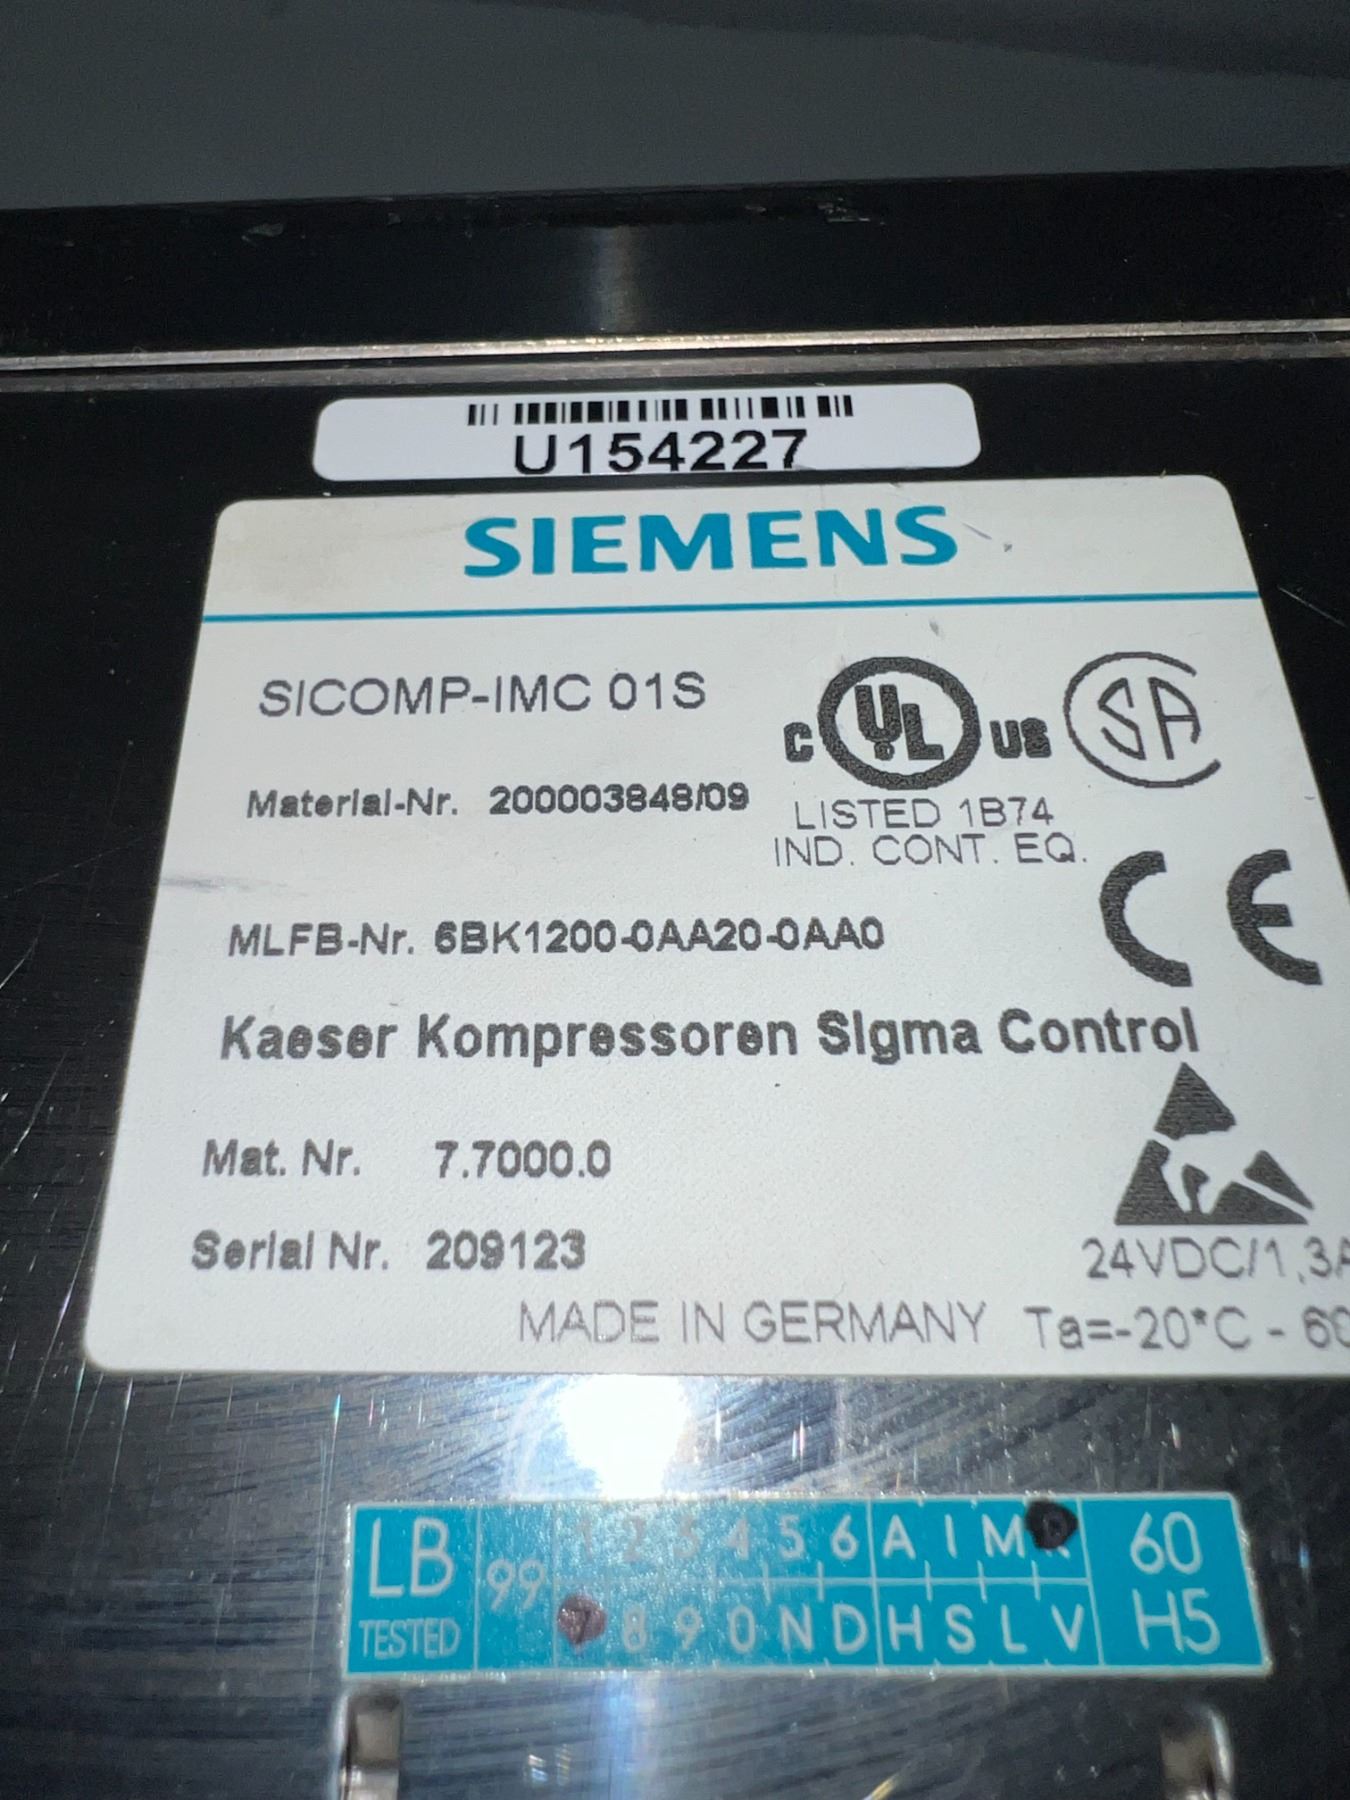 U154227
SIEMENS
SICOMP-IMC 01S
Material-Nr. 200003848/09
C UL US SA
LISTED 1B74
IND. CONT. EQ.
MLFB-Nr. 6BK1200-0AA20-0AA0
CE
Kaeser Kompressoren Sigma Control
Mat. Nr. 7.7000.0
Serial Nr. 209123
24VDC/1,3A
MADE IN GERMANY Ta=-20°C - 60
LB 99 1 2 3 4 5 6 A I M 60
TESTED 7 8 9 0 N D H S L V H5